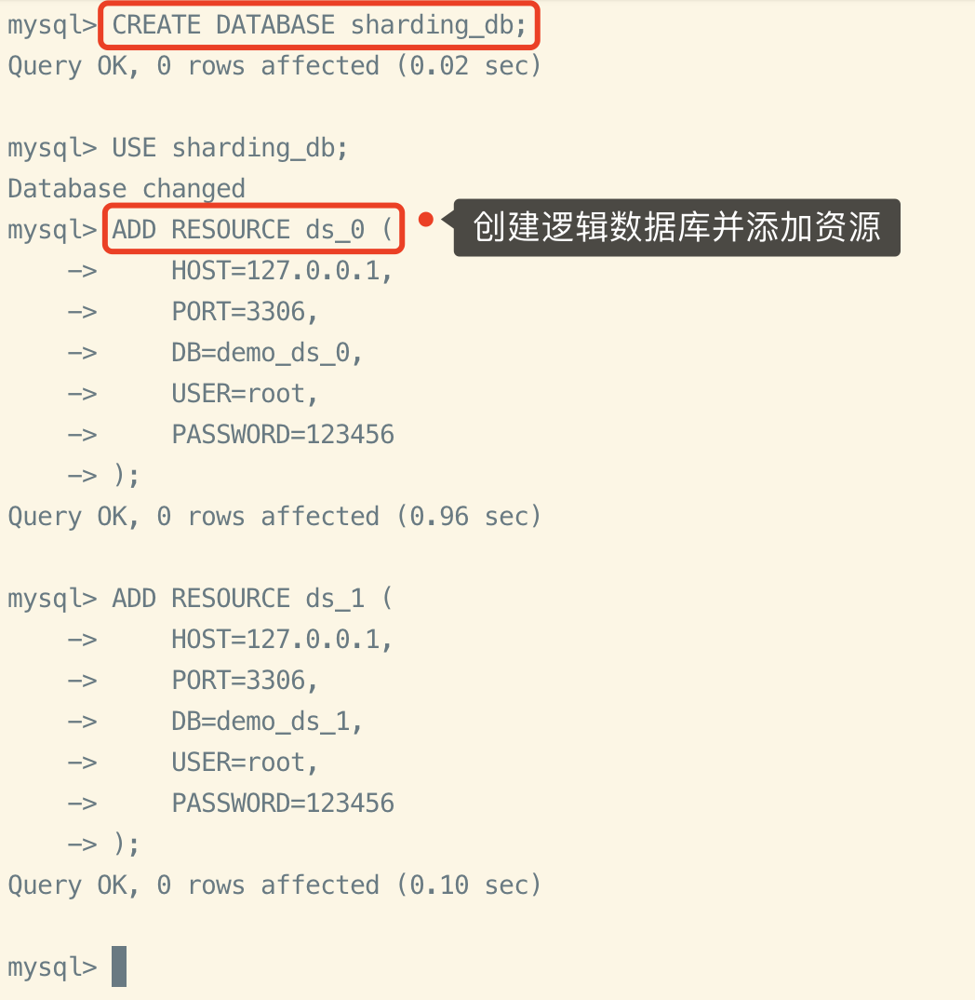 mysql> CREATE DATABASE sharding_db;
Query OK, 0 rows affected (0.02 sec)
mysql> USE sharding_db;
Database changed
mysql> ADD RESOURCE ds_0 (
创建逻辑数据库并添加资源
-> HOST=127.0.0.1,
-> PORT=3306,
-> DB=demo_ds_0,
-> USER=root,
-> PASSWORD=123456
-> );
Query OK, 0 rows affected (0.96 sec)
mysql> ADD RESOURCE ds_1 (
-> HOST=127.0.0.1,
-> PORT=3306,
-> DB=demo_ds_1,
-> USER=root,
-> PASSWORD=123456
-> );
Query OK, 0 rows affected (0.10 sec)
mysql>